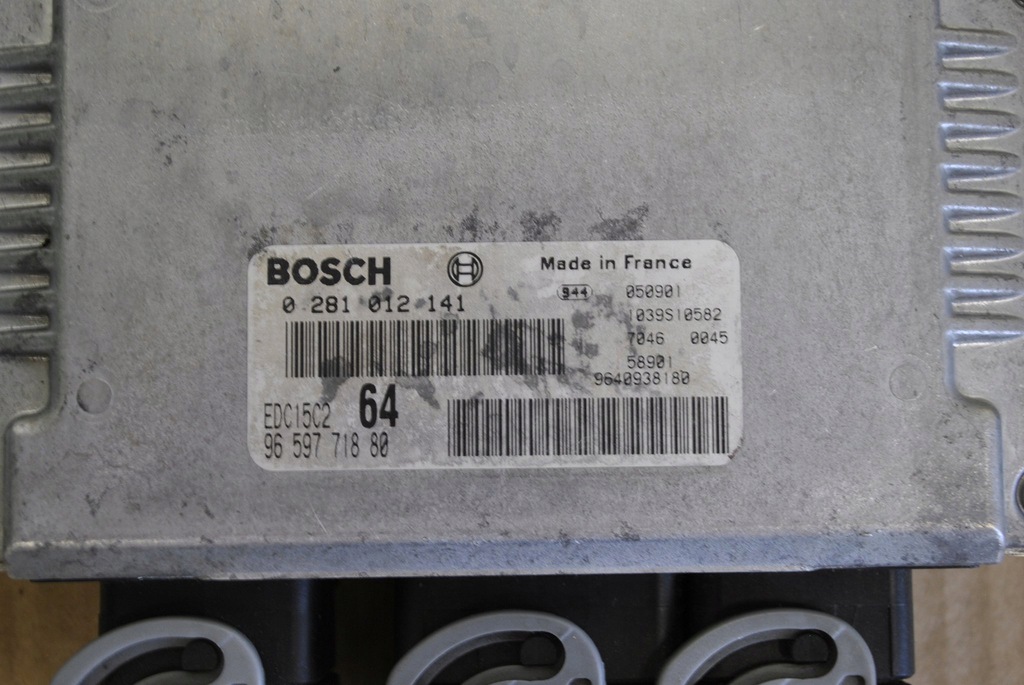 BOSCH
0 281 012 141
Made in France
944 050901
1039S10582
7046 0045
58901
9640938180
EDC15C2 64
96 597 718 80